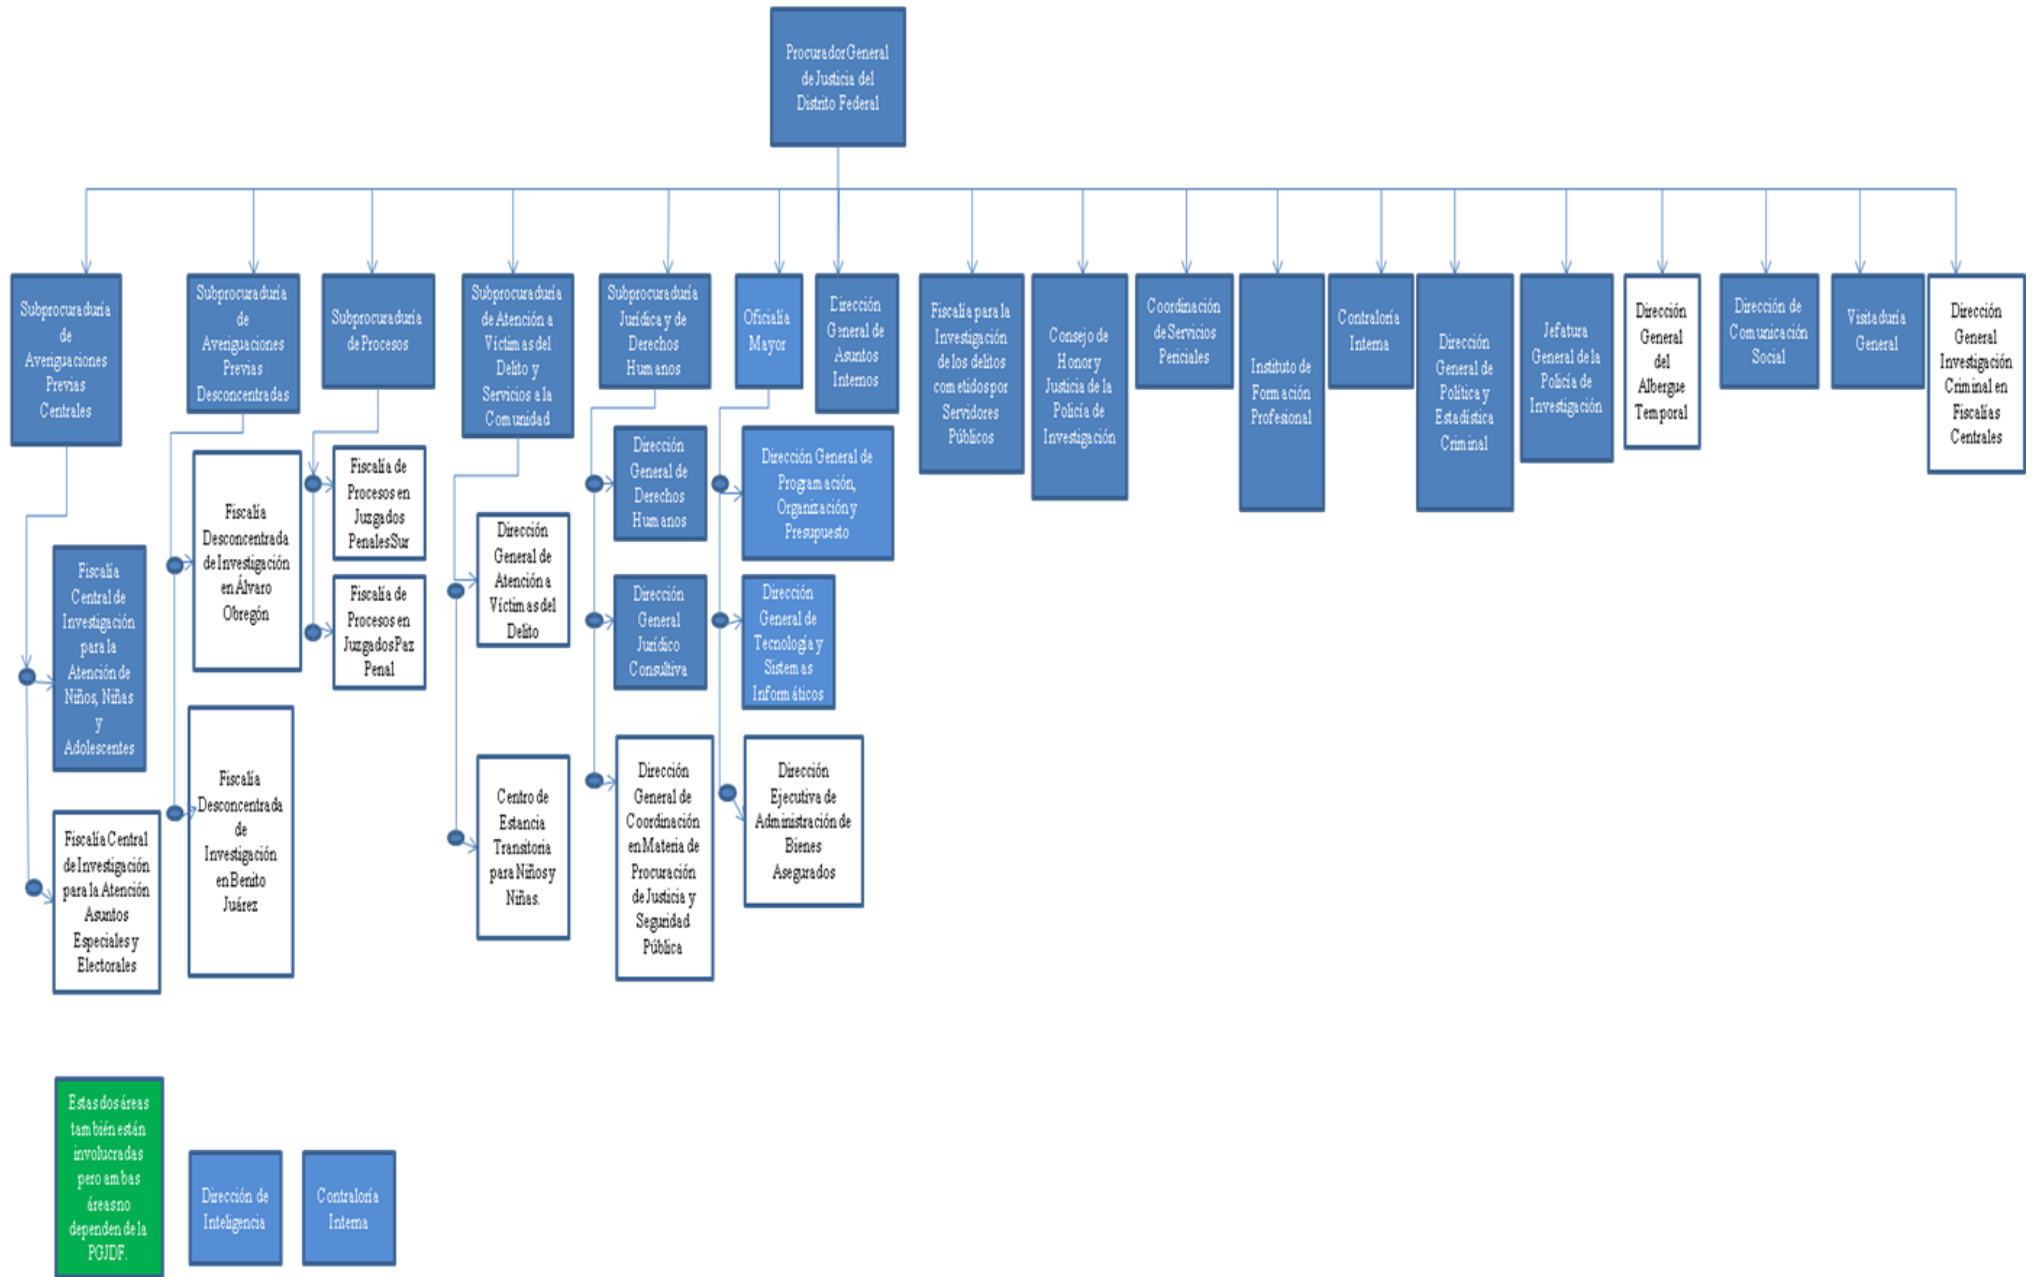 Procurador General
de Justicia del
Distrito Federal
Subprocuraduría
de
Averiguaciones
Previas
Centrales
Subprocuraduría
de
Averiguaciones
Previas
Desconcentradas
Subprocuraduría
de Procesos
Subprocuraduría
de Atención a
Víctimas del
Delito y
Servicios a la
Comunidad
Subprocuraduría
Jurídica y de
Derechos
Humanos
Oficialía
Mayor
Dirección
General de
Asuntos
Internos
Fiscalía para la
Investigación
de los delitos
cometidos por
Servidores
Públicos
Consejo de
Honor y
Justicia de la
Policía de
Investigación
Coordinación
de Servicios
Periciales
Instituto de
Formación
Profesional
Contraloría
Interna
Dirección
General de
Política y
Estadística
Criminal
Jefatura
General de la
Policía de
Investigación
Dirección
General
del
Albergue
Temporal
Dirección de
Comunicación
Social
Visitaduría
General
Dirección
General
Investigación
Criminal en
Fiscalías
Centrales
Fiscalía
Central de
Investigación
para la
Atención de
Niños, Niñas
y
Adolescentes
Fiscalía Central
de Investigación
para la Atención
Asuntos
Especiales y
Electorales
Fiscalía
Desconcentrada
de Investigación
en Álvaro
Obregón
Fiscalía
Desconcentrada
de
Investigación
en Benito
Juárez
Fiscalía de
Procesos en
Juzgados
Penales Sur
Fiscalía de
Procesos en
Juzgados Paz
Penal
Dirección
General de
Atención a
Víctimas del
Delito
Centro de
Estancia
Transitoria
para Niños y
Niñas.
Dirección
General de
Derechos
Humanos
Dirección
General
Jurídico
Consultiva
Dirección
General de
Coordinación
en Materia de
Procuración
de Justicia y
Seguridad
Pública
Dirección General de
Programación,
Organización y
Presupuesto
Dirección
General de
Tecnología y
Sistemas
Informáticos
Dirección
Ejecutiva de
Administración de
Bienes
Asegurados
Estas dos áreas
también están
involucradas
pero ambas
áreas no
dependen de la
PGJDF.
Dirección de
Inteligencia
Contraloría
Interna